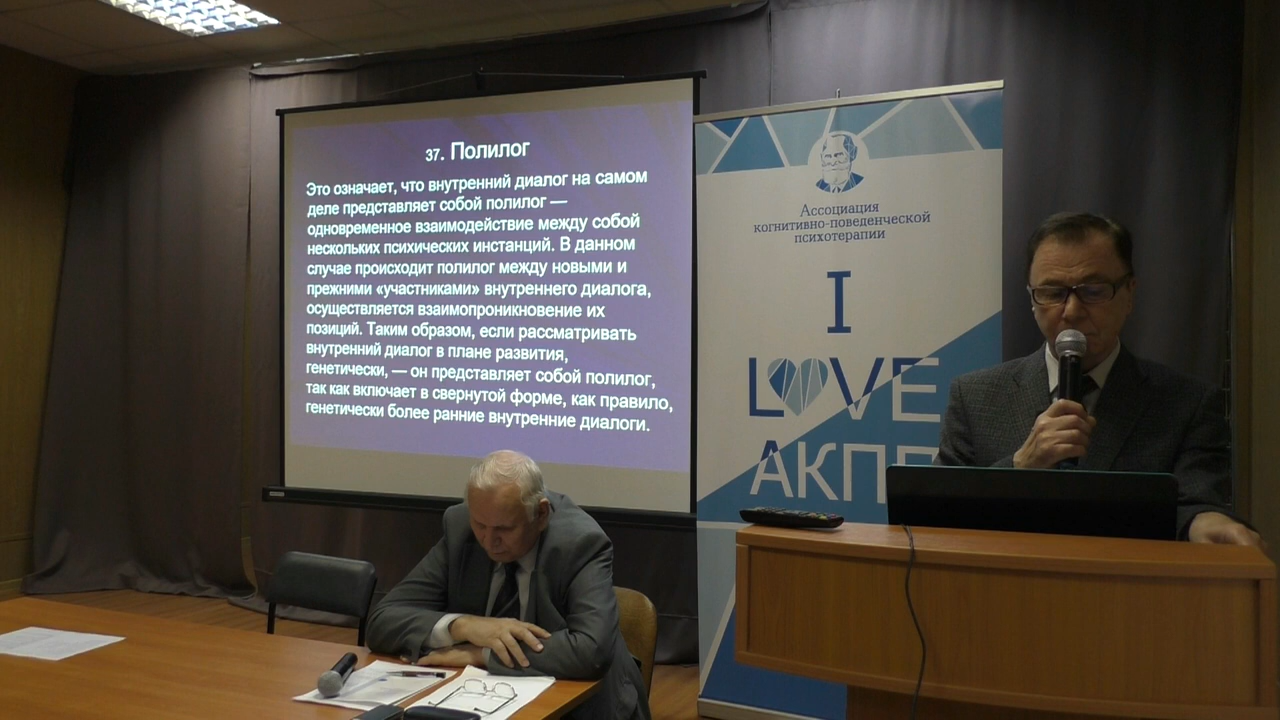 37. Полилог
Это означает, что внутренний диалог на самом
деле представляет собой полилог —
одновременное взаимодействие между собой
нескольких психических инстанций. В данном
случае происходит полилог между новыми и
прежними «участниками» внутреннего диалога,
осуществляется взаимопроникновение их
позиций. Таким образом, если рассматривать
внутренний диалог в плане развития,
генетически, — он представляет собой полилог,
так как включает в свернутой форме, как правило,
генетически более ранние внутренние диалоги.
Ассоциация
когнитивно-поведенческой
психотерапии
I
LOVE
АКПП